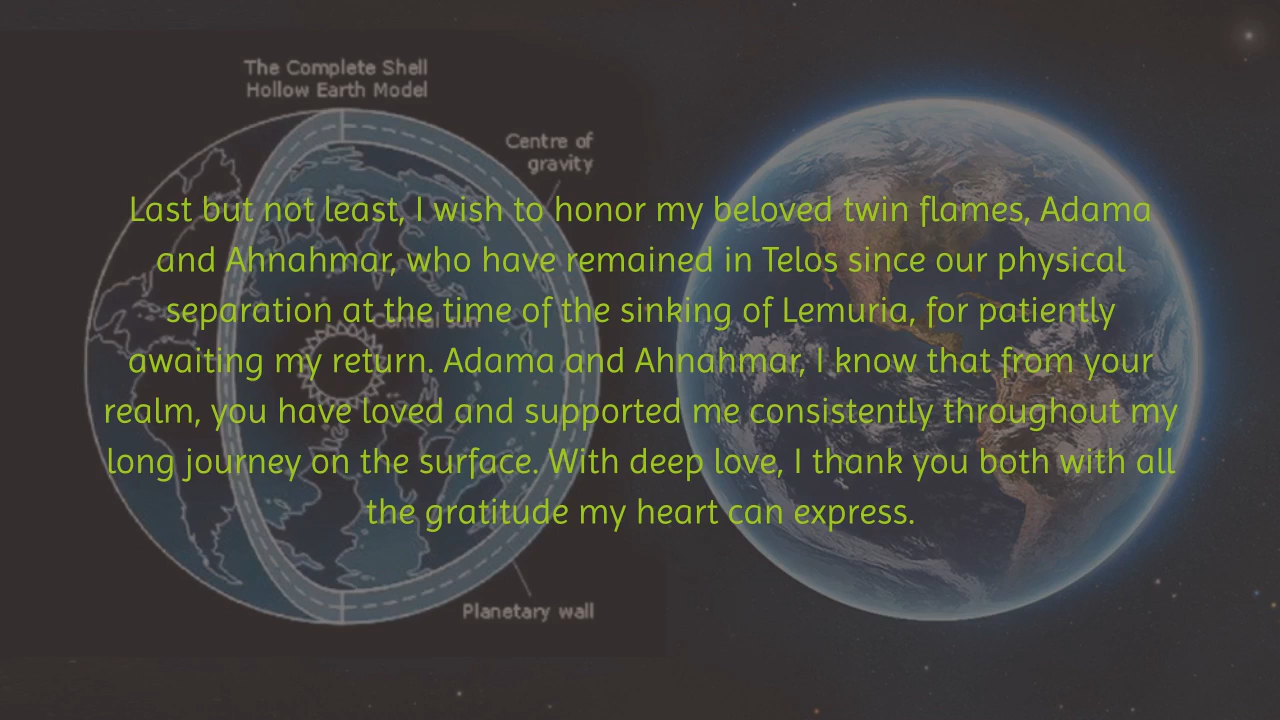 The Complete Shell
Hollow Earth Model
Centre of
gravity
Last but not least, I wish to honor my beloved twin flames, Adama
and Ahnahmar, who have remained in Telos since our physical
separation at the time of the sinking of Lemuria, for patiently
Central sun
awaiting my return. Adama and Ahnahmar, I know that from your
realm, you have loved and supported me consistently throughout my
long journey on the surface. With deep love, I thank you both with all
the gratitude my heart can express.
Planetary wall